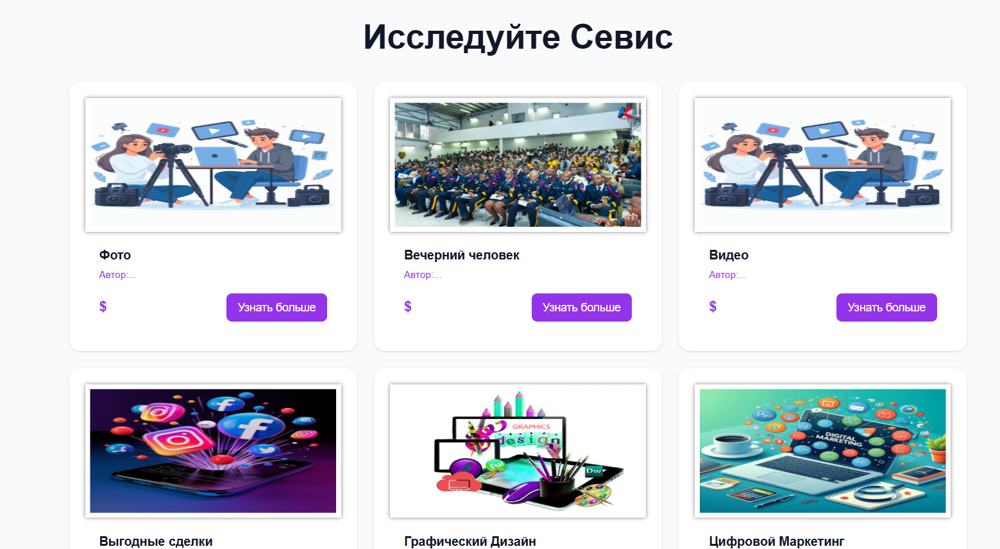 Исследуйте Севис
Фото
Автор:...
$
Узнать больше
Вечерний человек
Автор:...
$
Узнать больше
Видео
Автор:...
$
Узнать больше
GRAPHICS
design
Dw
DIGITAL
MARKETING
Выгодные сделки
Графический Дизайн
Цифровой Маркетинг